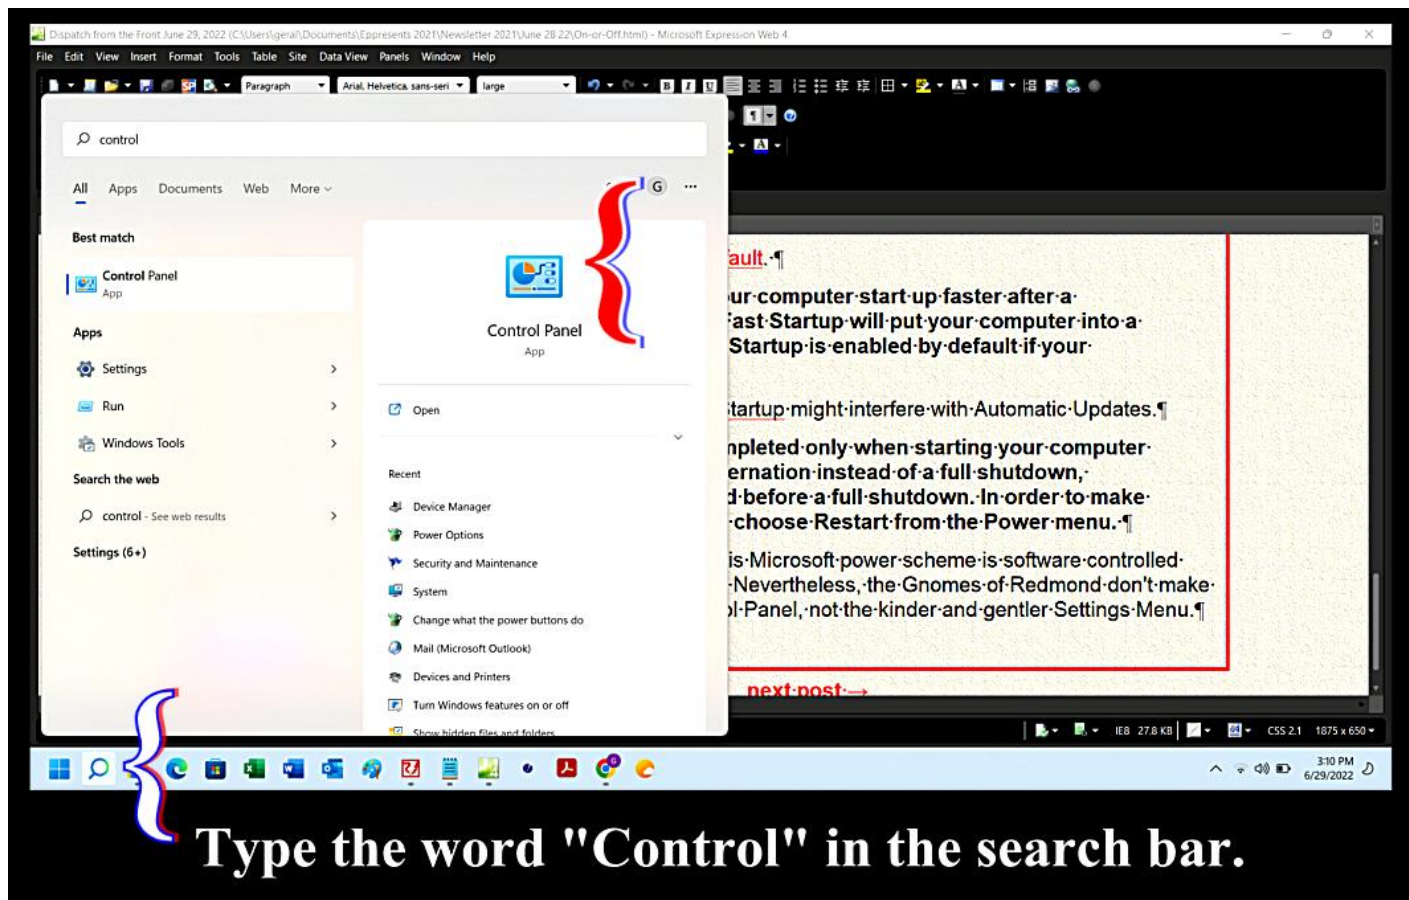 Dispatch from the Front June 29, 2022 (C:\Users\geral\Documents\Eppresents 2021\Newsletter 2021\June 28 22\On-or-Off.html) - Microsoft Expression Web 4
File Edit View Insert Format Tools Table Site Data View Panels Window Help
Paragraph Arial, Helvetica, sans-seri large
control
All Apps Documents Web More
G
Best match
Control Panel
App
Apps
Settings
Run
Windows Tools
Search the web
control - See web results
Settings (6+)
Control Panel
App
Open
Recent
Device Manager
Power Options
Security and Maintenance
System
Change what the power buttons do
Mail (Microsoft Outlook)
Devices and Printers
Turn Windows features on or off
Show hidden files and folders
ault.·¶
ur·computer·start·up·faster·after·a·
Fast·Startup·will·put·your·computer·into·a·
Startup·is·enabled·by·default·if·your·
Startup·might·interfere·with·Automatic·Updates.¶
mpleted·only·when·starting·your·computer·
ernation·instead·of·a·full·shutdown,·
d·before·a·full·shutdown.·In·order·to·make·
·choose·Restart·from·the·Power·menu.·¶
is·Microsoft·power·scheme·is·software·controlled·
·Nevertheless,·the·Gnomes·of·Redmond·don't·make·
ol·Panel,·not·the·kinder·and·gentler·Settings·Menu.¶
next·post·→
IE8 27.8 KB CSS 2.1 1875 x 650
3:10 PM
6/29/2022
Type the word "Control" in the search bar.